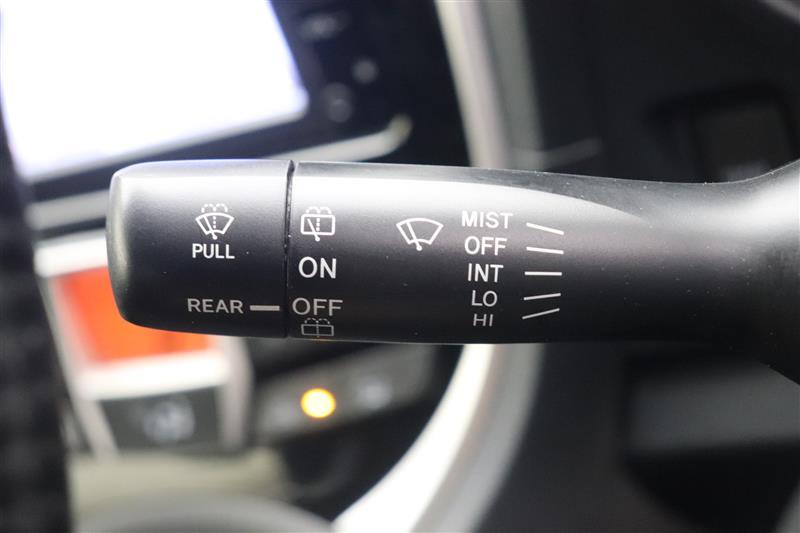 PULL
REAR
ON
OFF
MIST
OFF
INT
LO
HI